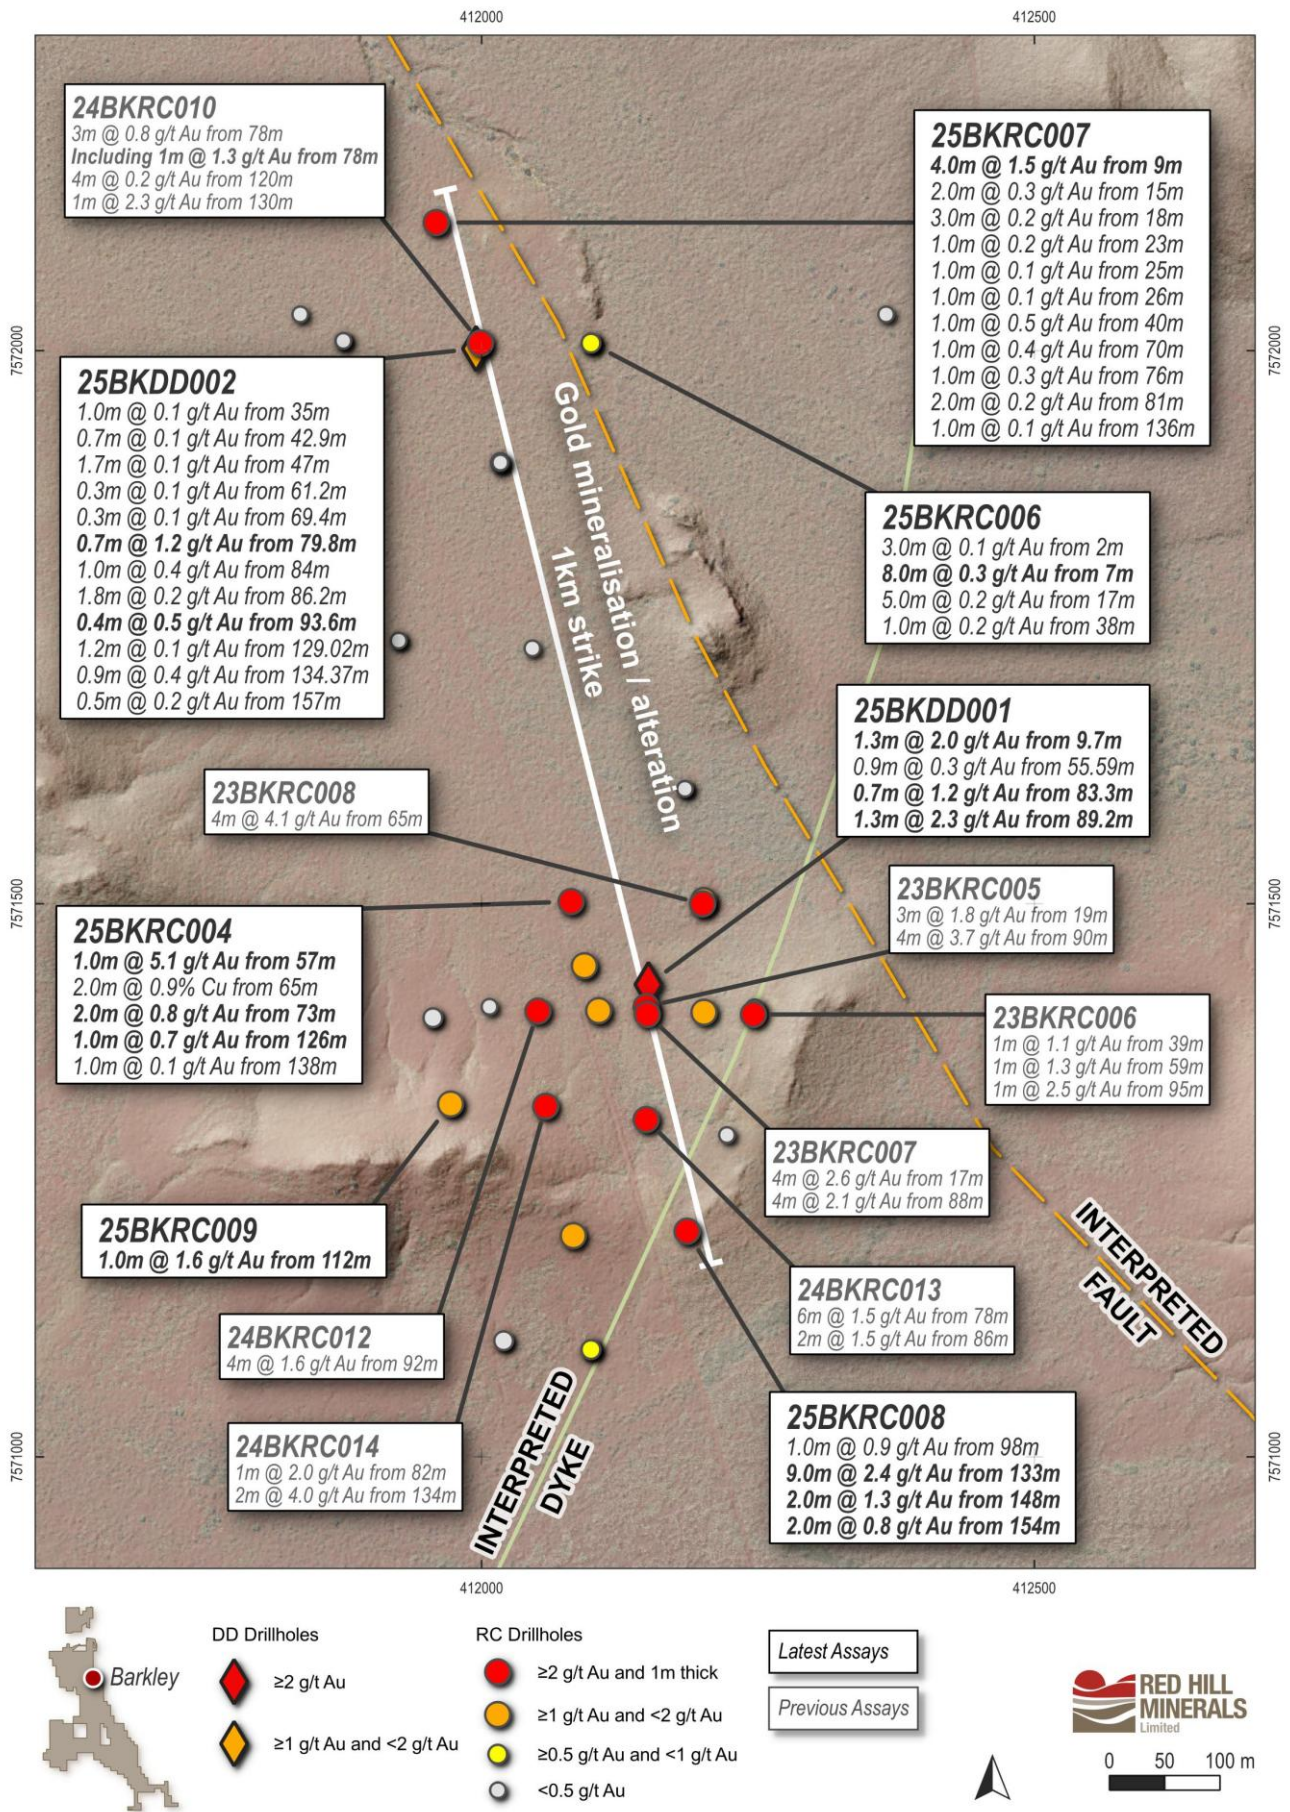 412000
412500
24BKRC010
3m @ 0.8 g/t Au from 78m
Including 1m @ 1.3 g/t Au from 78m
4m @ 0.2 g/t Au from 120m
1m @ 2.3 g/t Au from 130m
25BKRC007
4.0m @ 1.5 g/t Au from 9m
2.0m @ 0.3 g/t Au from 15m
3.0m @ 0.2 g/t Au from 18m
1.0m @ 0.2 g/t Au from 23m
1.0m @ 0.1 g/t Au from 25m
1.0m @ 0.1 g/t Au from 26m
1.0m @ 0.5 g/t Au from 40m
1.0m @ 0.4 g/t Au from 70m
1.0m @ 0.3 g/t Au from 76m
2.0m @ 0.2 g/t Au from 81m
1.0m @ 0.1 g/t Au from 136m
7572000
7572000
25BKDD002
1.0m @ 0.1 g/t Au from 35m
0.7m @ 0.1 g/t Au from 42.9m
1.7m @ 0.1 g/t Au from 47m
0.3m @ 0.1 g/t Au from 61.2m
0.3m @ 0.1 g/t Au from 69.4m
0.7m @ 1.2 g/t Au from 79.8m
1.0m @ 0.4 g/t Au from 84m
1.8m @ 0.2 g/t Au from 86.2m
0.4m @ 0.5 g/t Au from 93.6m
1.2m @ 0.1 g/t Au from 129.02m
0.9m @ 0.4 g/t Au from 134.37m
0.5m @ 0.2 g/t Au from 157m
Gold mineralisation / alteration
1km strike
25BKRC006
3.0m @ 0.1 g/t Au from 2m
8.0m @ 0.3 g/t Au from 7m
5.0m @ 0.2 g/t Au from 17m
1.0m @ 0.2 g/t Au from 38m
25BKDD001
1.3m @ 2.0 g/t Au from 9.7m
0.9m @ 0.3 g/t Au from 55.59m
0.7m @ 1.2 g/t Au from 83.3m
1.3m @ 2.3 g/t Au from 89.2m
23BKRC008
4m @ 4.1 g/t Au from 65m
23BKRC005
3m @ 1.8 g/t Au from 19m
4m @ 3.7 g/t Au from 90m
7571500
7571500
25BKRC004
1.0m @ 5.1 g/t Au from 57m
2.0m @ 0.9% Cu from 65m
2.0m @ 0.8 g/t Au from 73m
1.0m @ 0.7 g/t Au from 126m
1.0m @ 0.1 g/t Au from 138m
23BKRC006
1m @ 1.1 g/t Au from 39m
1m @ 1.3 g/t Au from 59m
1m @ 2.5 g/t Au from 95m
23BKRC007
4m @ 2.6 g/t Au from 17m
4m @ 2.1 g/t Au from 88m
25BKRC009
1.0m @ 1.6 g/t Au from 112m
INTERPRETED
FAULT
24BKRC013
6m @ 1.5 g/t Au from 78m
2m @ 1.5 g/t Au from 86m
24BKRC012
4m @ 1.6 g/t Au from 92m
INTERPRETED
DYKE
24BKRC014
1m @ 2.0 g/t Au from 82m
2m @ 4.0 g/t Au from 134m
25BKRC008
1.0m @ 0.9 g/t Au from 98m
9.0m @ 2.4 g/t Au from 133m
2.0m @ 1.3 g/t Au from 148m
2.0m @ 0.8 g/t Au from 154m
7571000
7571000
412000
412500
Barkley
DD Drillholes
≥2 g/t Au
≥1 g/t Au and <2 g/t Au
RC Drillholes
≥2 g/t Au and 1m thick
≥1 g/t Au and <2 g/t Au
≥0.5 g/t Au and <1 g/t Au
<0.5 g/t Au
Latest Assays
Previous Assays
RED HILL
MINERALS
Limited
0 50 100 m